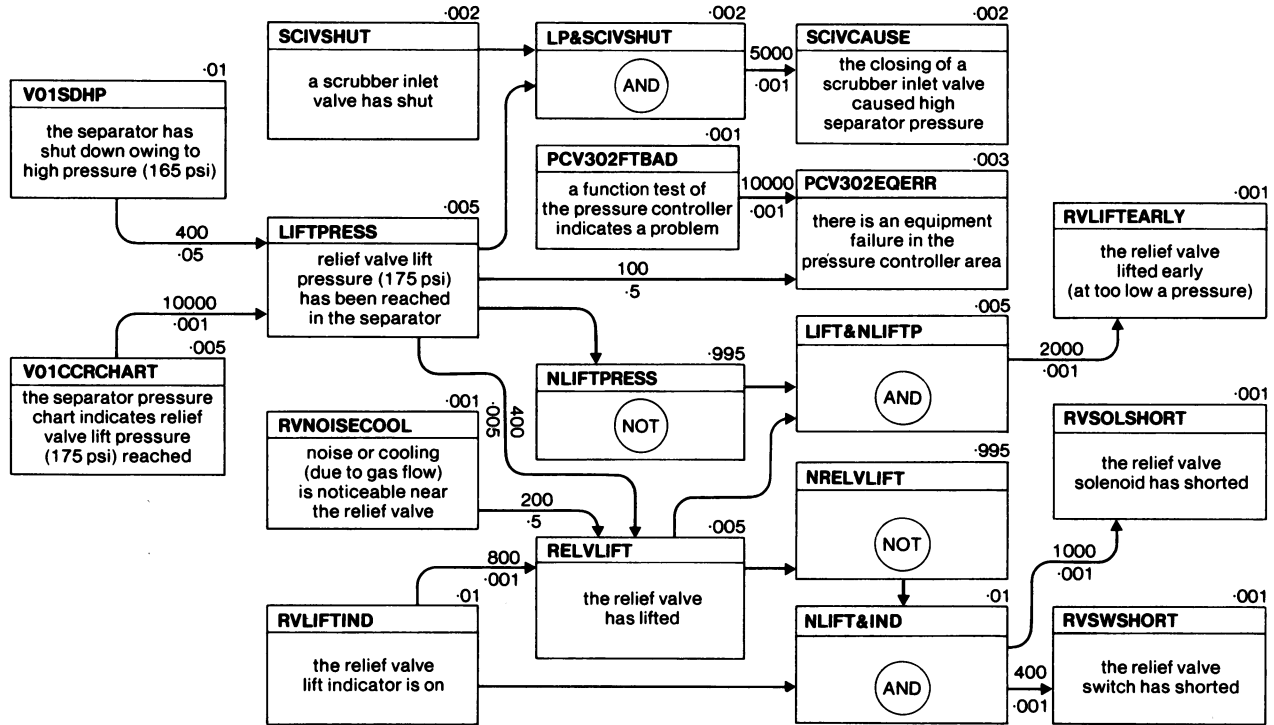 ·01
V01SDHP
the separator has
shut down owing to
high pressure (165 psi)
400
·05
10000
·001
·005
V01CCRCHART
the separator pressure
chart indicates relief
valve lift pressure
(175 psi) reached
·002
SCIVSHUT
a scrubber inlet
valve has shut
·005
LIFTPRESS
relief valve lift
pressure (175 psi)
has been reached
in the separator
400
·005
·001
RVNOISECOOL
noise or cooling
(due to gas flow)
is noticeable near
the relief valve
200
·5
800
·001
·01
RVLIFTIND
the relief valve
lift indicator is on
·002
LP&SCIVSHUT
AND
5000
·001
·001
PCV302FTBAD
a function test of
the pressure controller
indicates a problem
10000
·001
100
·5
·995
NLIFTPRESS
NOT
·005
RELVLIFT
the relief valve
has lifted
·002
SCIVCAUSE
the closing of a
scrubber inlet valve
caused high
separator pressure
·003
PCV302EQERR
there is an equipment
failure in the
pressure controller area
·005
LIFT&NLIFTP
AND
2000
·001
·995
NRELVLIFT
NOT
·01
NLIFT&IND
AND
1000
·001
400
·001
·001
RVLIFTEARLY
the relief valve
lifted early
(at too low a pressure)
·001
RVSOLSHORT
the relief valve
solenoid has shorted
·001
RVSWSHORT
the relief valve
switch has shorted